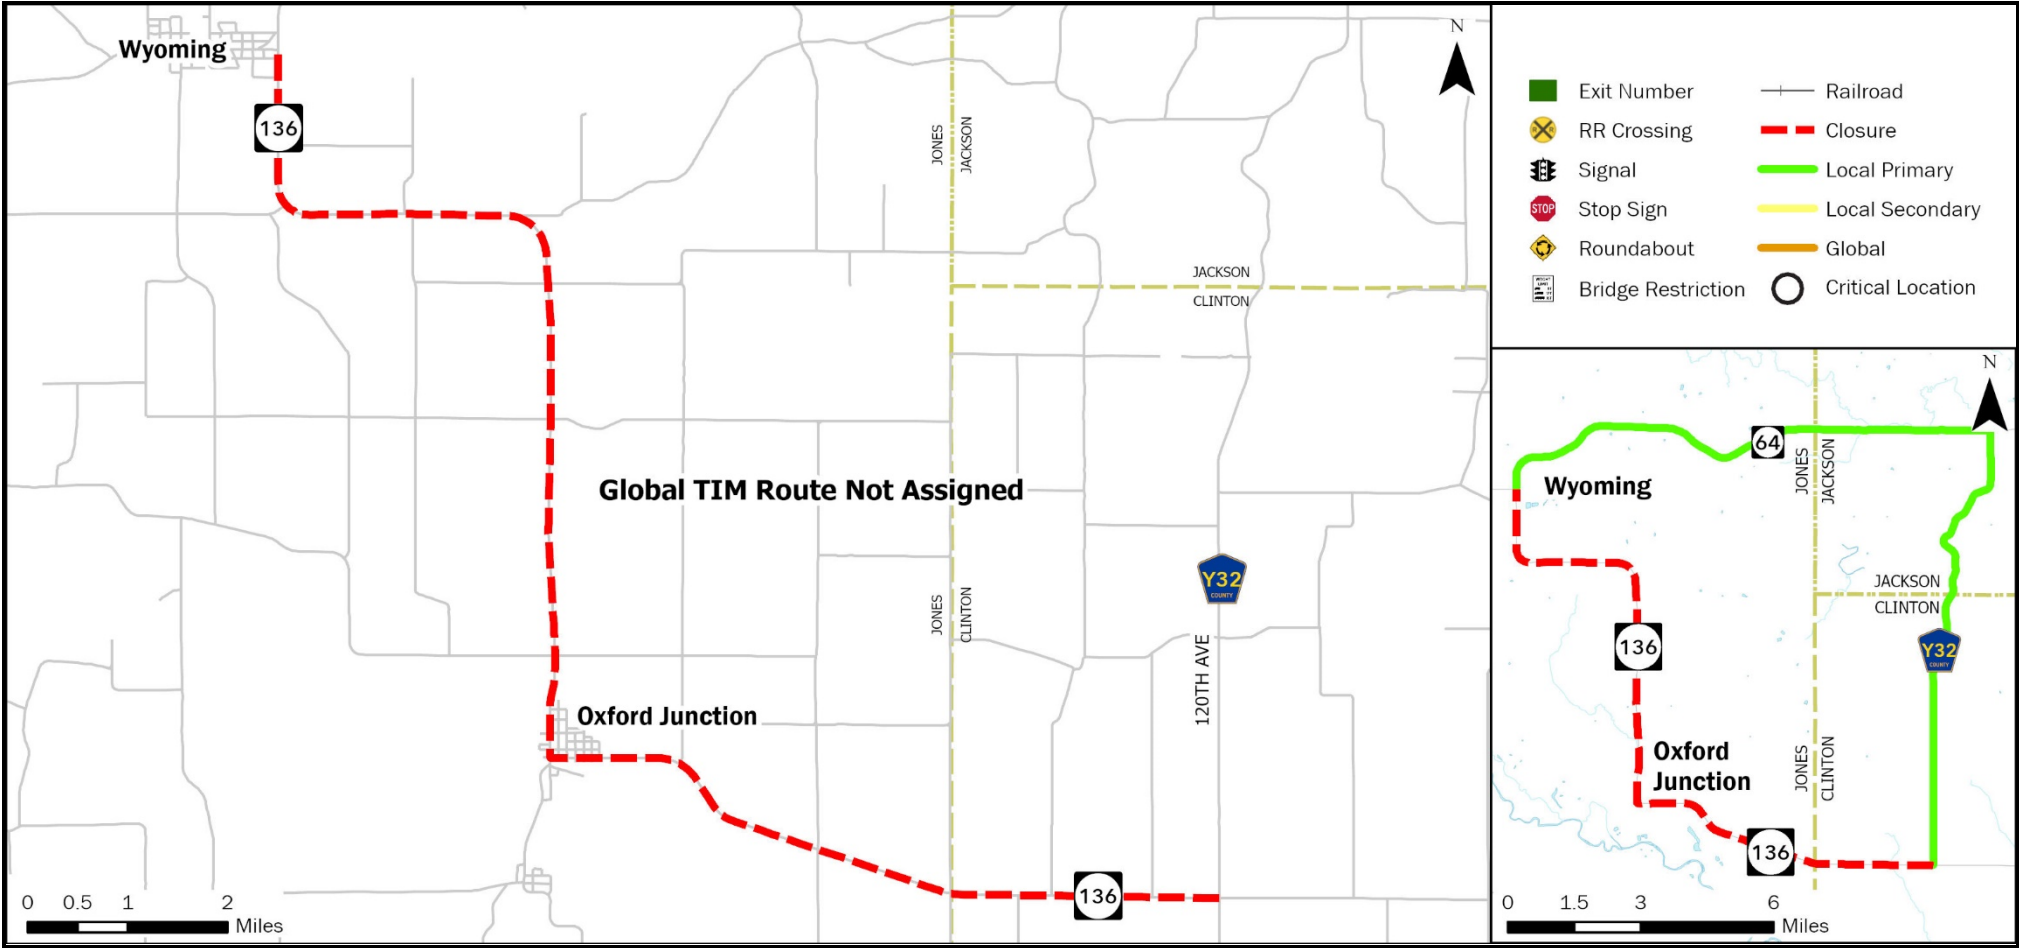 Wyoming
136
JONES
JACKSON
N
JACKSON
CLINTON
Global TIM Route Not Assigned
Y32
COUNTY
JONES
CLINTON
120TH AVE
Oxford Junction
136
0 0.5 1 2
Miles
Exit Number
RR Crossing
Signal
STOP
Stop Sign
Roundabout
Bridge Restriction
Railroad
Closure
Local Primary
Local Secondary
Global
Critical Location
N
64
JONES
JACKSON
Wyoming
JACKSON
CLINTON
136
Y32
COUNTY
Oxford
Junction
JONES
CLINTON
136
0 1.5 3 6
Miles